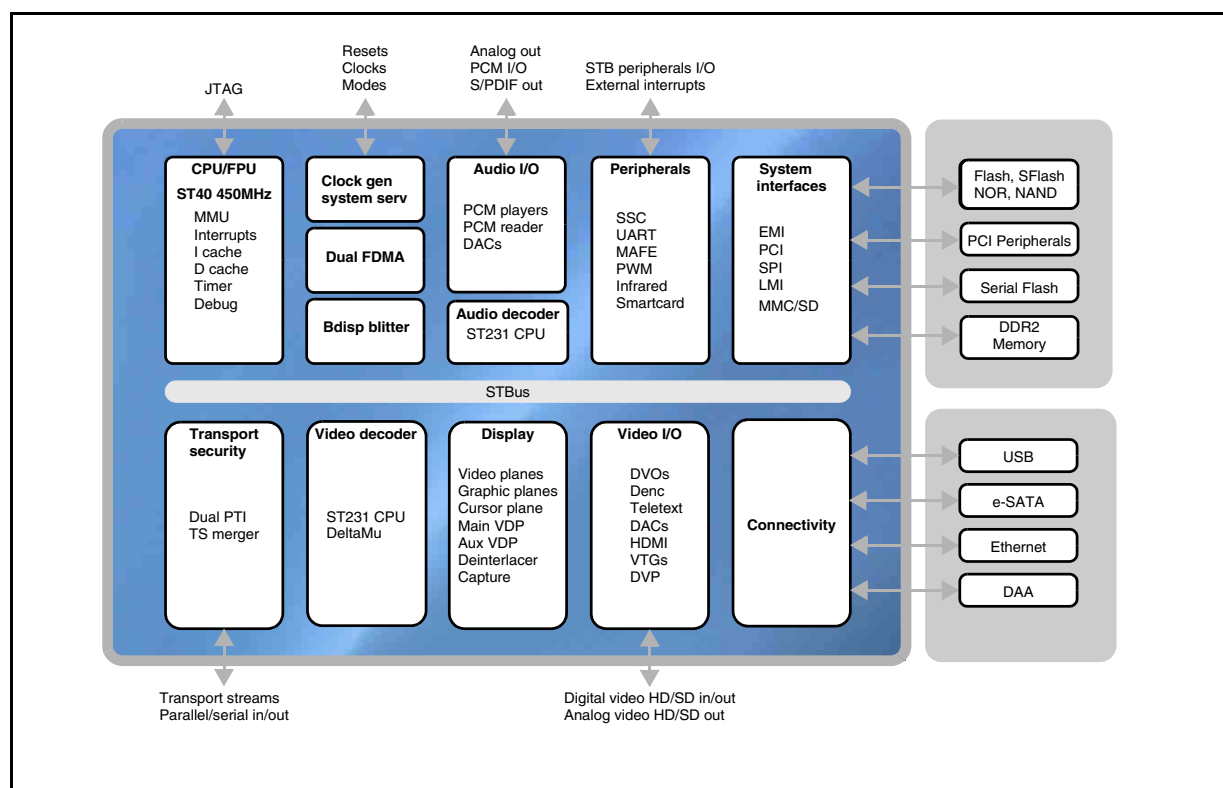 JTAG
Resets
Clocks
Modes
Analog out
PCM I/O
S/PDIF out
STB peripherals I/O
External interrupts
CPU/FPU
ST40 450MHz
MMU
Interrupts
I cache
D cache
Timer
Debug
Clock gen
system serv
Dual FDMA
Bdisp blitter
Audio I/O
PCM players
PCM reader
DACs
Audio decoder
ST231 CPU
Peripherals
SSC
UART
MAFE
PWM
Infrared
Smartcard
System
interfaces
EMI
PCI
SPI
LMI
MMC/SD
Flash, SFlash
NOR, NAND
PCI Peripherals
Serial Flash
DDR2
Memory
STBus
Transport
security
Dual PTI
TS merger
Video decoder
ST231 CPU
DeltaMu
Display
Video planes
Graphic planes
Cursor plane
Main VDP
Aux VDP
Deinterlacer
Capture
Video I/O
DVOs
Denc
Teletext
DACs
HDMI
VTGs
DVP
Connectivity
USB
e-SATA
Ethernet
DAA
Transport streams
Parallel/serial in/out
Digital video HD/SD in/out
Analog video HD/SD out